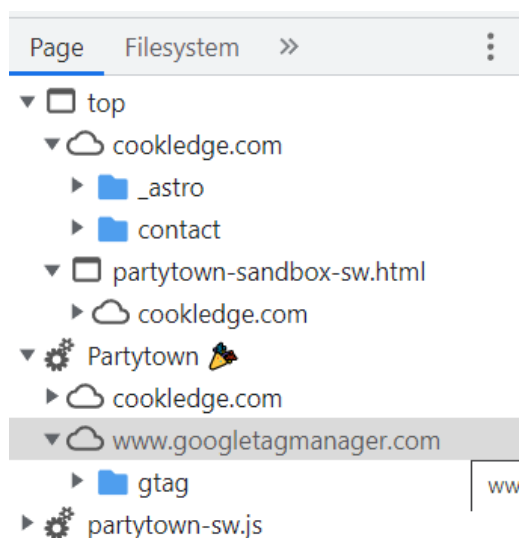 Page Filesystem »
top
cookledge.com
_astro
contact
partytown-sandbox-sw.html
cookledge.com
Partytown 🎉
cookledge.com
www.googletagmanager.com
gtag
ww
partytown-sw.js